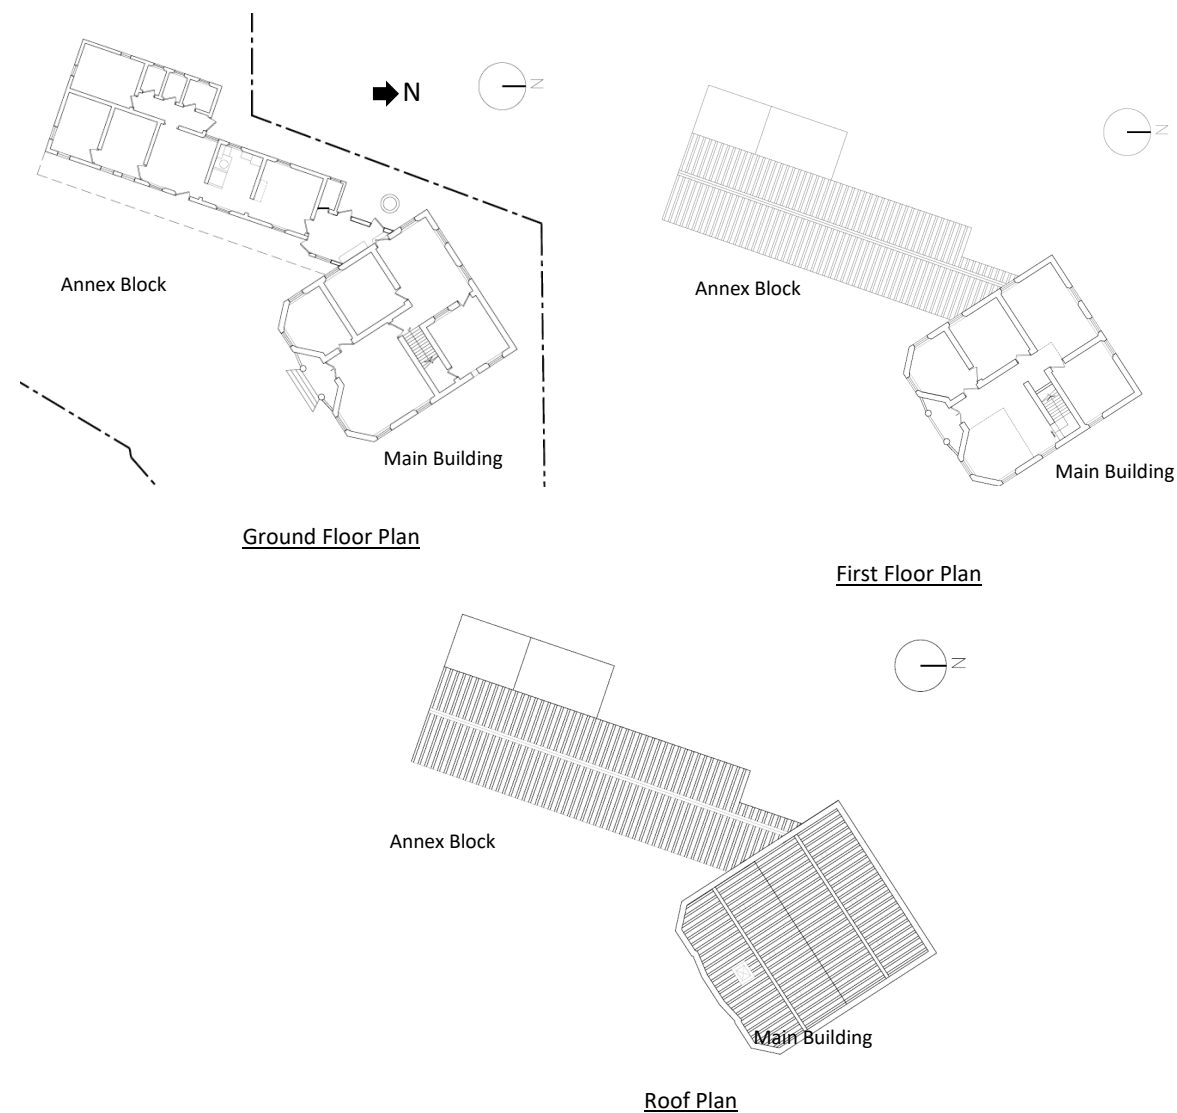 N
N
N
Annex Block
Annex Block
Main Building
Main Building
Ground Floor Plan
First Floor Plan
N
Annex Block
Main Building
Roof Plan